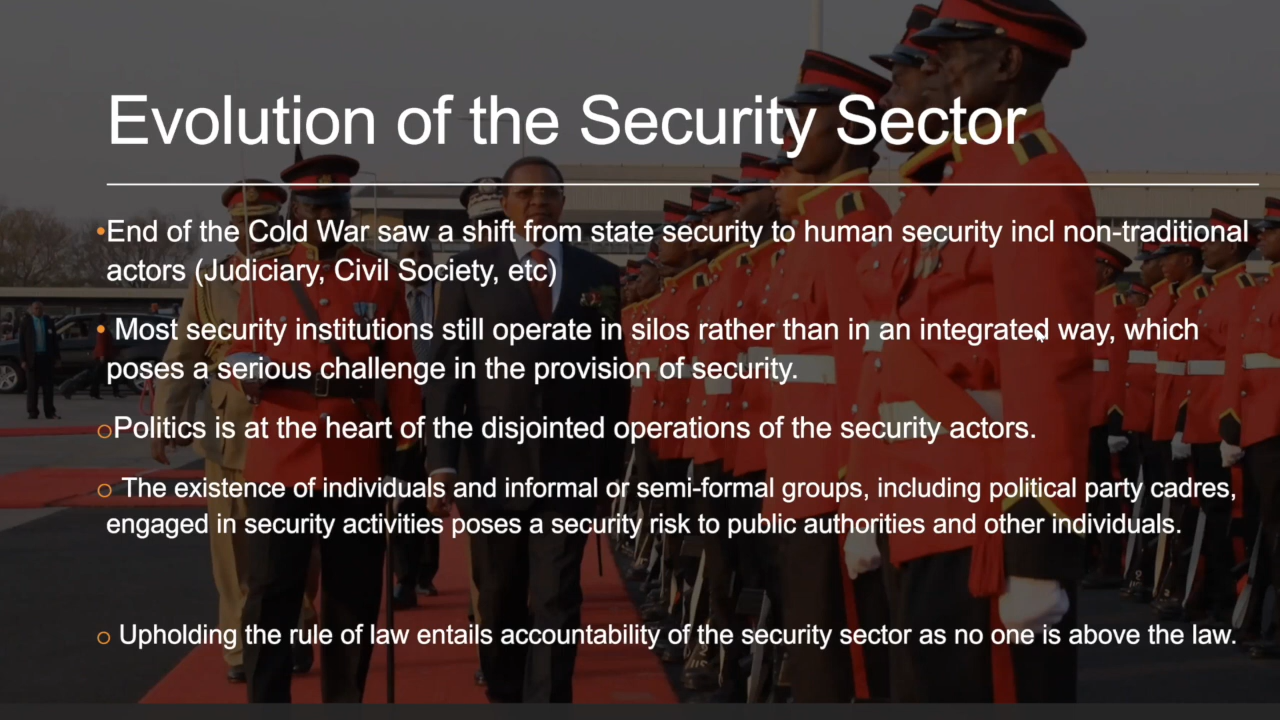 Evolution of the Security Sector
•End of the Cold War saw a shift from state security to human security incl non-traditional
actors (Judiciary, Civil Society, etc)
• Most security institutions still operate in silos rather than in an integrated way, which
poses a serious challenge in the provision of security.
oPolitics is at the heart of the disjointed operations of the security actors.
o The existence of individuals and informal or semi-formal groups, including political party cadres,
engaged in security activities poses a security risk to public authorities and other individuals.
o Upholding the rule of law entails accountability of the security sector as no one is above the law.